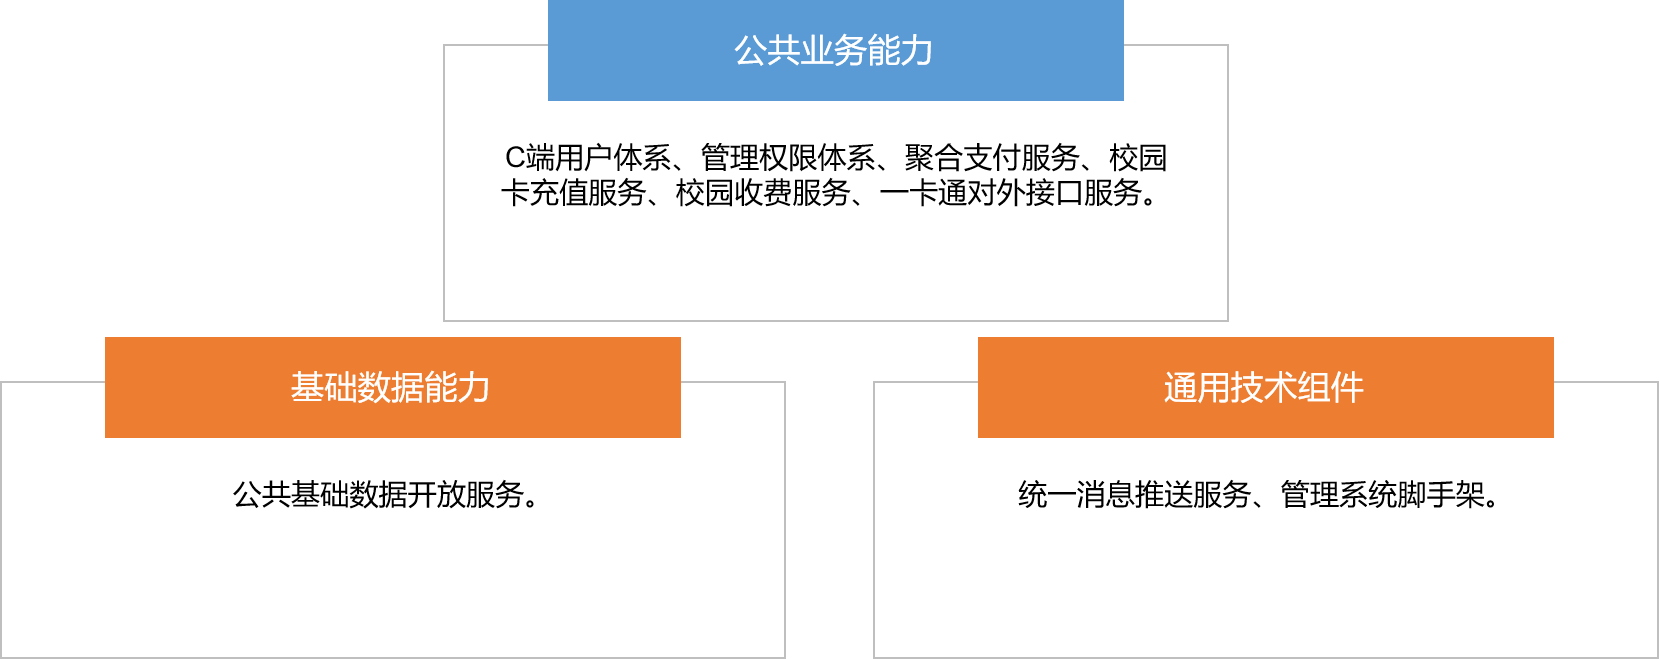 公共业务能力
C端用户体系、管理权限体系、聚合支付服务、校园
卡充值服务、校园收费服务、一卡通对外接口服务。
基础数据能力
公共基础数据开放服务。
通用技术组件
统一消息推送服务、管理系统脚手架。